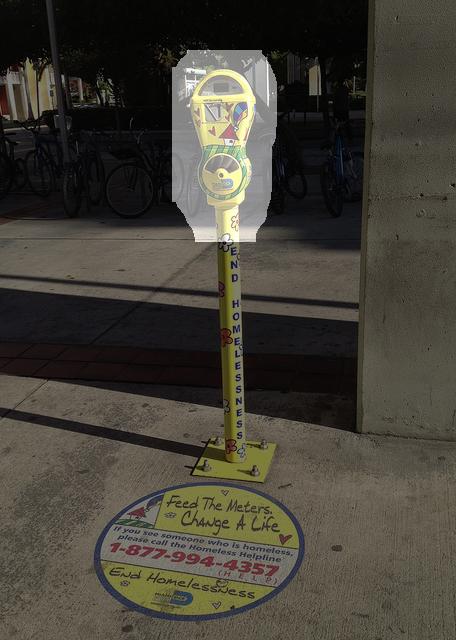 END HOMELESSNESS
Feed The Meters.
Change A Life
If you see someone who is homeless,
please call the Homeless Helpline
1-877-994-4357
(H E L P)
End Homelessness